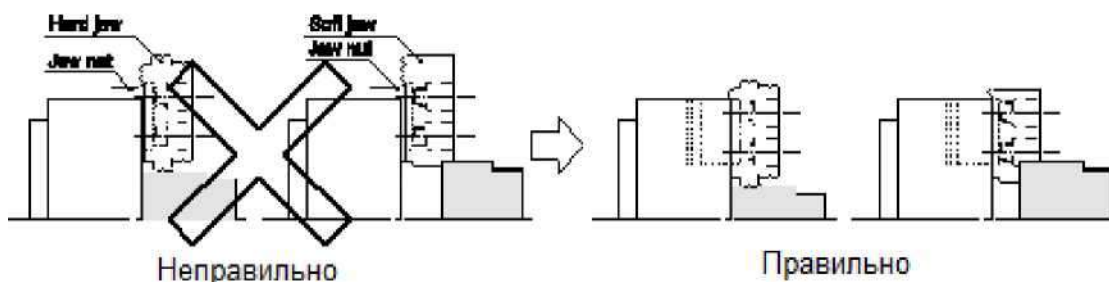 Hard jaw
Jaw nut
Soft jaw
Jaw nut
Неправильно
Правильно